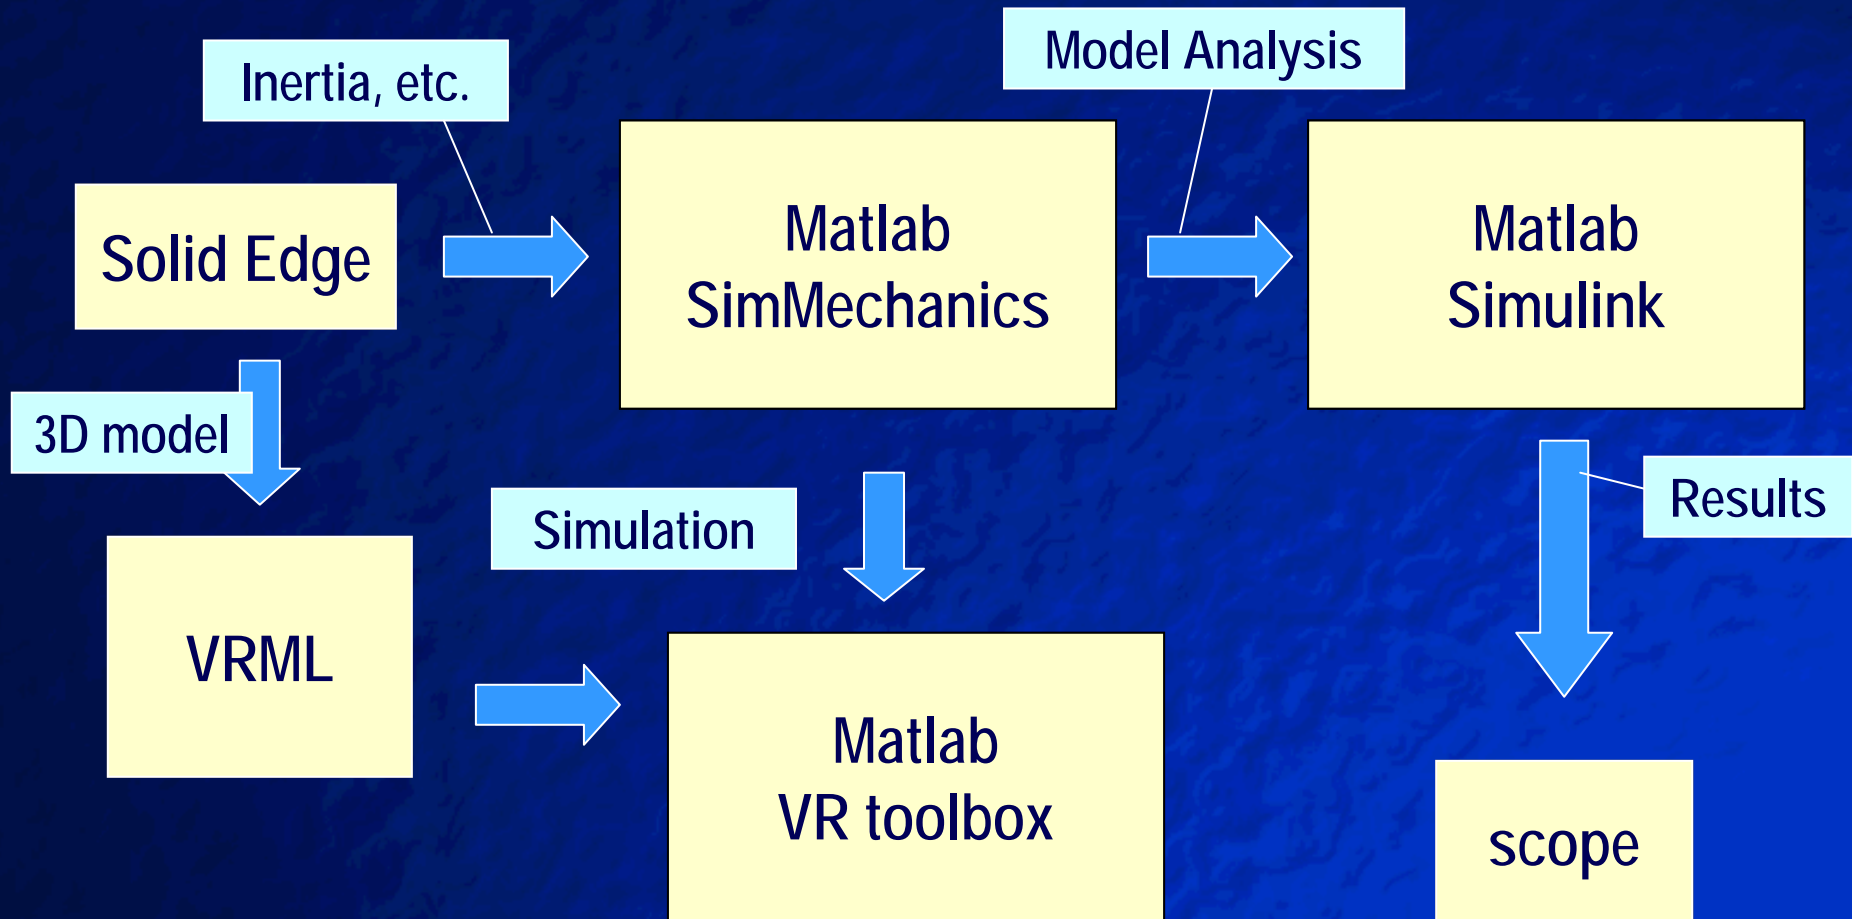 Inertia, etc.
Model Analysis
Solid Edge
Matlab
SimMechanics
Matlab
Simulink
3D model
Simulation
Results
VRML
Matlab
VR toolbox
scope